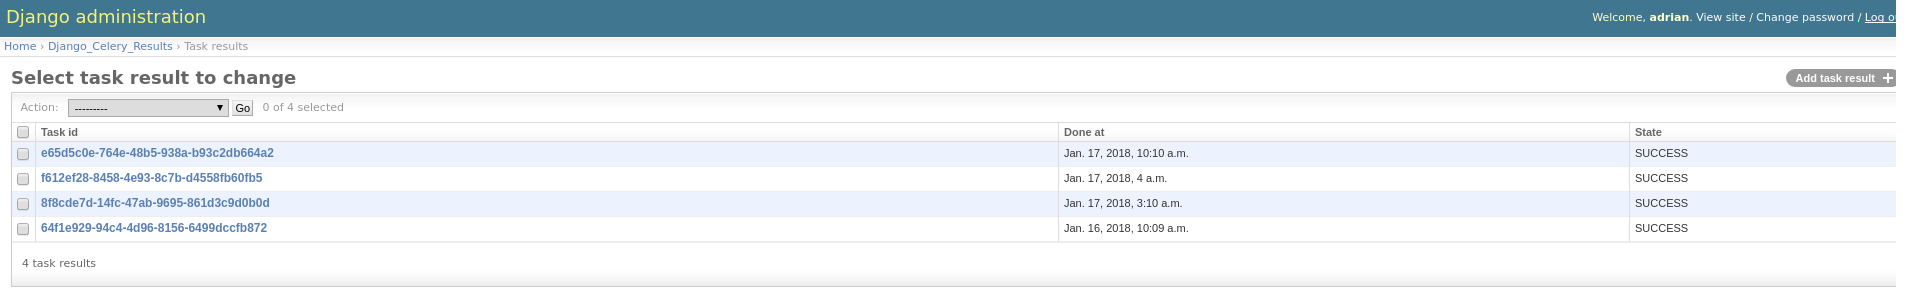 Django administration
Welcome, adrian. View site / Change password / Log
Home › Django_Celery_Results › Task results
Select task result to change
Add task result +
Action: --------- Go 0 of 4 selected
Task id Done at State
e65d5c0e-764e-48b5-938a-b93c2db664a2 Jan. 17, 2018, 10:10 a.m. SUCCESS
f612ef28-8458-4e93-8c7b-d4558fb60fb5 Jan. 17, 2018, 4 a.m. SUCCESS
8f8cde7d-14fc-47ab-9695-861d3c9d0b0d Jan. 17, 2018, 3:10 a.m. SUCCESS
64f1e929-94c4-4d96-8156-6499dccfb872 Jan. 16, 2018, 10:09 a.m. SUCCESS
4 task results